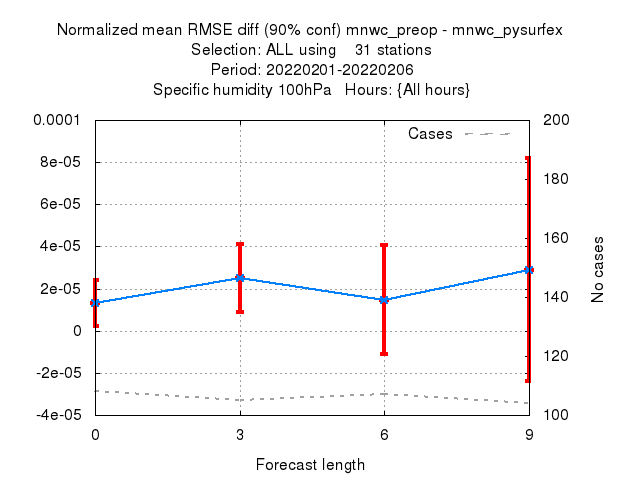 Normalized mean RMSE diff (90% conf) mnwc_preop - mnwc_pysurfex
Selection: ALL using    31 stations
Period: 20220201-20220206
Specific humidity 100hPa   Hours: {All hours}
0.0001
8e-05
6e-05
4e-05
2e-05
0
-2e-05
-4e-05
Cases
200
180
160
140
120
100
No cases
0 3 6 9
Forecast length